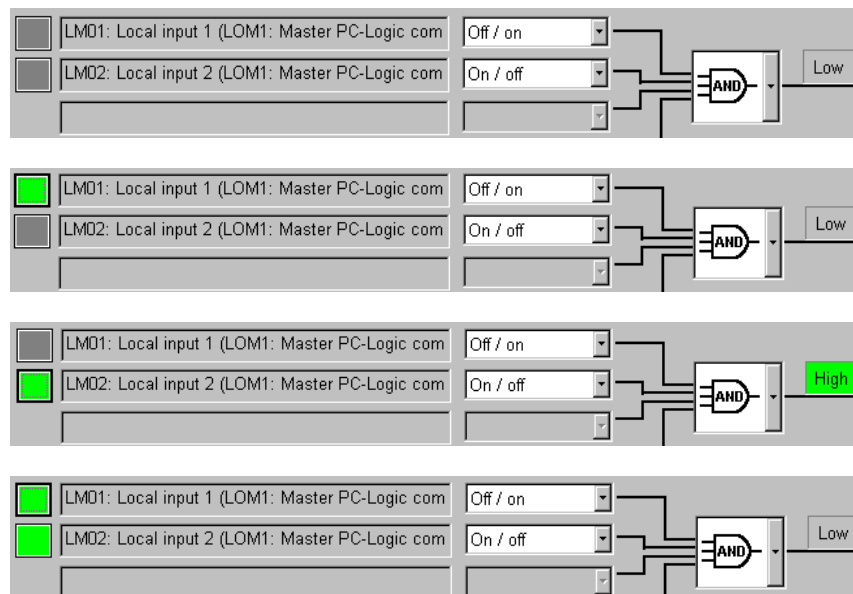 LM01: Local input 1 (LOM1: Master PC-Logic com Off / on
LM02: Local input 2 (LOM1: Master PC-Logic com On / off
AND Low
LM01: Local input 1 (LOM1: Master PC-Logic com Off / on
LM02: Local input 2 (LOM1: Master PC-Logic com On / off
AND Low
LM01: Local input 1 (LOM1: Master PC-Logic com Off / on
LM02: Local input 2 (LOM1: Master PC-Logic com On / off
AND High
LM01: Local input 1 (LOM1: Master PC-Logic com Off / on
LM02: Local input 2 (LOM1: Master PC-Logic com On / off
AND Low